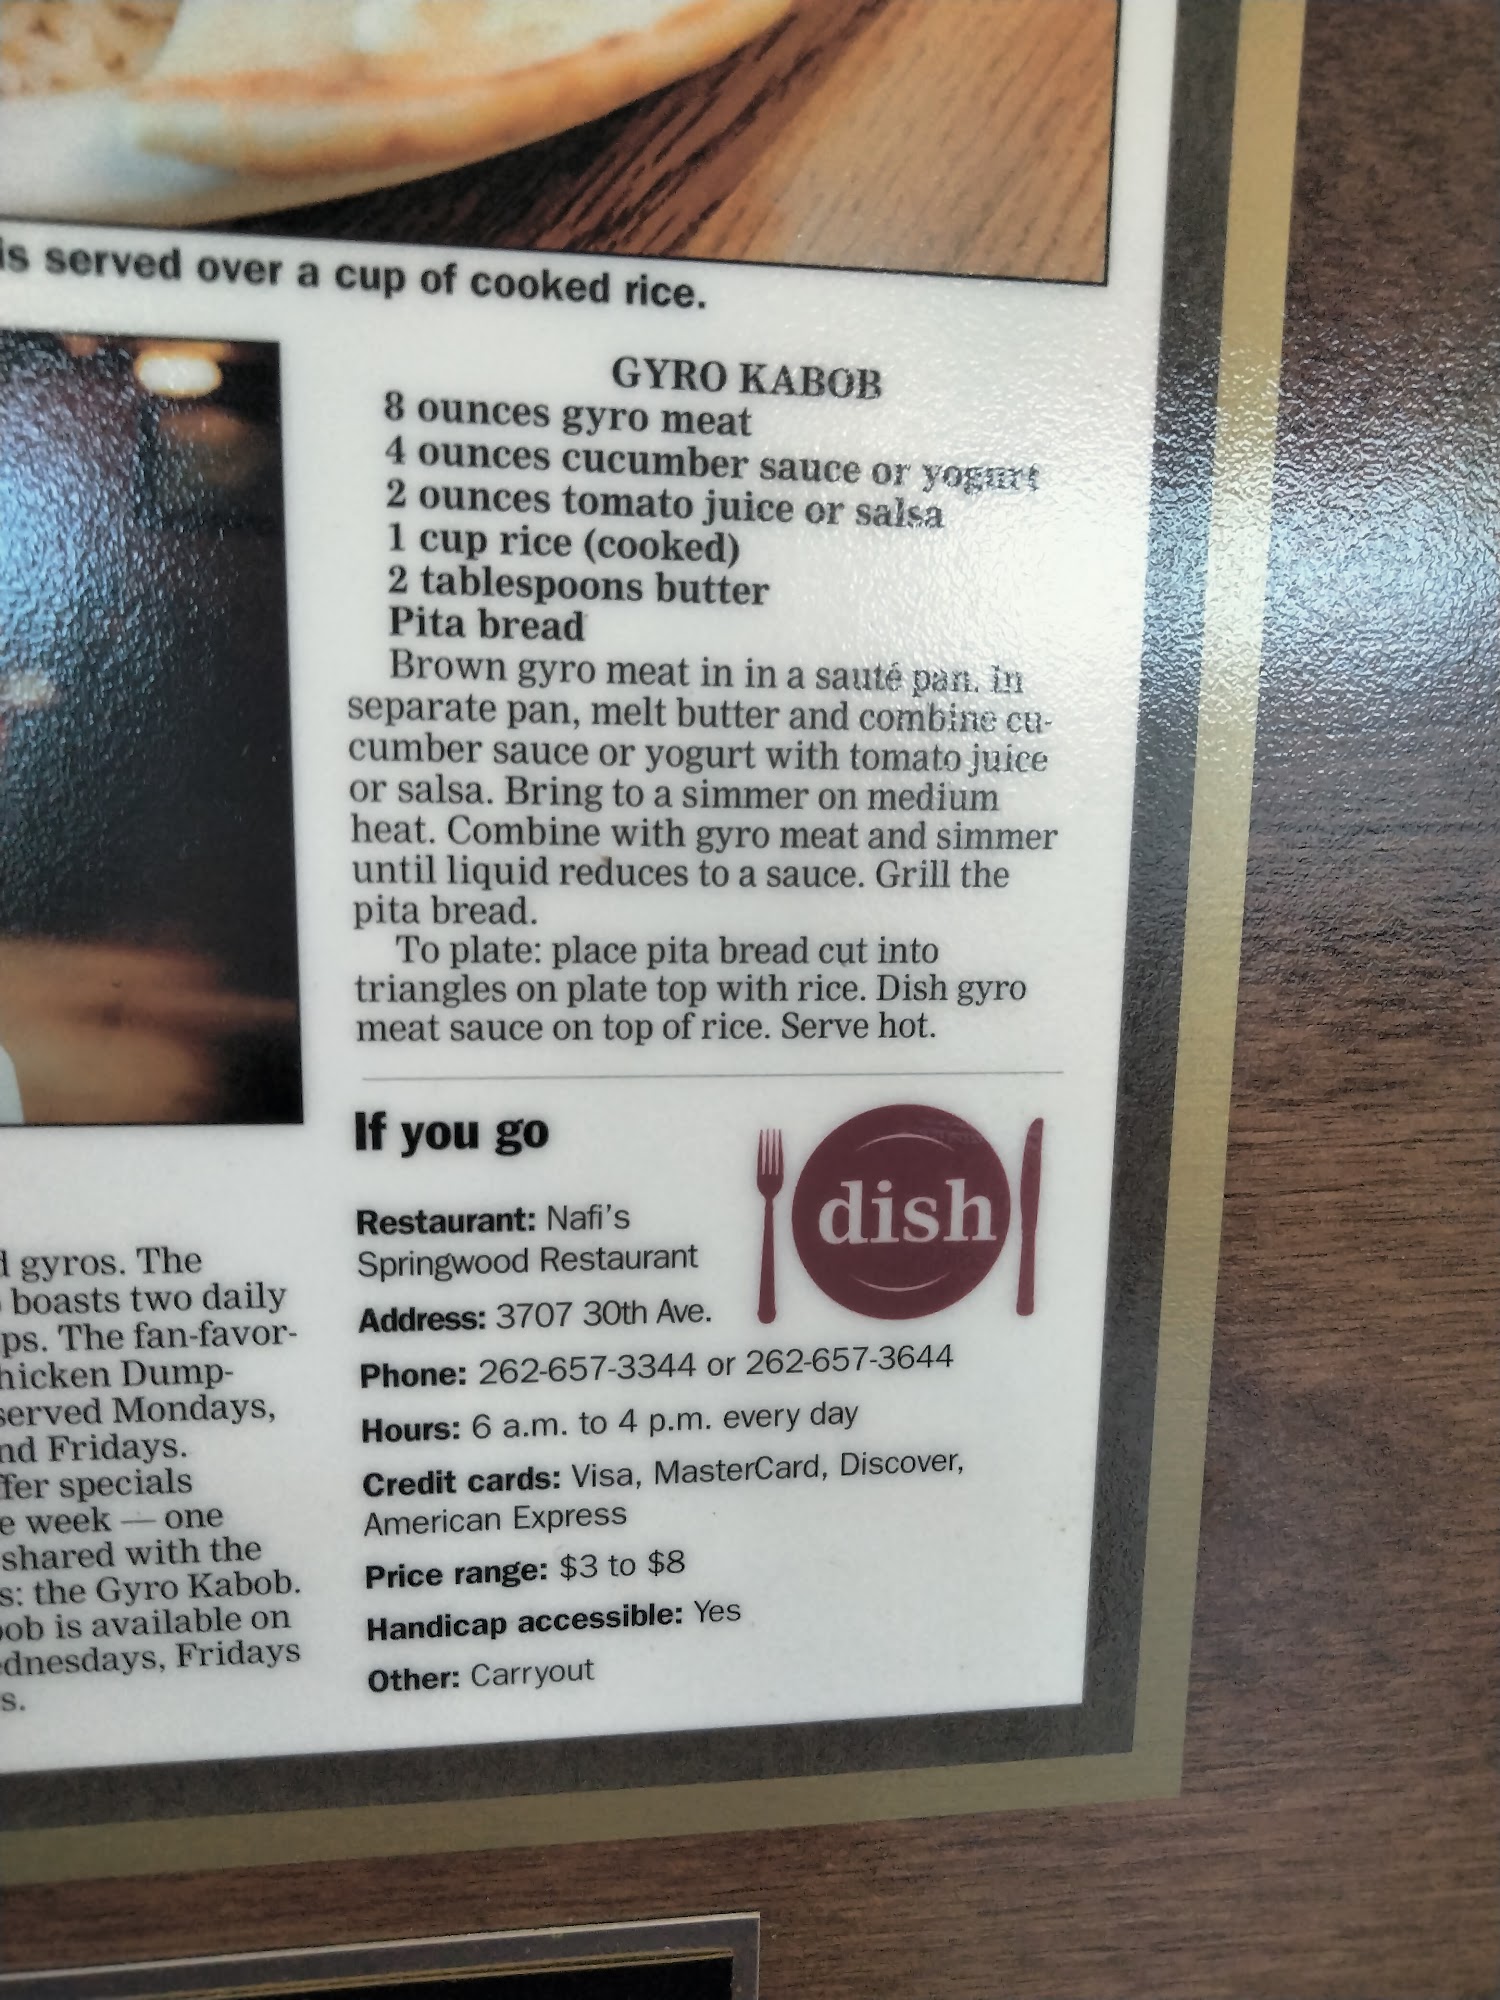 is served over a cup of cooked rice.
GYRO KABOB
8 ounces gyro meat
4 ounces cucumber sauce or yogurt
2 ounces tomato juice or salsa
1 cup rice (cooked)
2 tablespoons butter
Pita bread
Brown gyro meat in in a sauté pan. In
separate pan, melt butter and combine cu-
cumber sauce or yogurt with tomato juice
or salsa. Bring to a simmer on medium
heat. Combine with gyro meat and simmer
until liquid reduces to a sauce. Grill the
pita bread.
To plate: place pita bread cut into
triangles on plate top with rice. Dish gyro
meat sauce on top of rice. Serve hot.
If you go
dish
Restaurant: Nafi's
Springwood Restaurant
Address: 3707 30th Ave.
Phone: 262-657-3344 or 262-657-3644
Hours: 6 a.m. to 4 p.m. every day
Credit cards: Visa, MasterCard, Discover,
American Express
Price range: $3 to $8
Handicap accessible: Yes
Other: Carryout
gyros. The
boasts two daily
ps. The fan-favor-
hicken Dump-
served Mondays,
nd Fridays.
ffer specials
e week — one
shared with the
s: the Gyro Kabob.
ob is available on
dnesdays, Fridays
s.